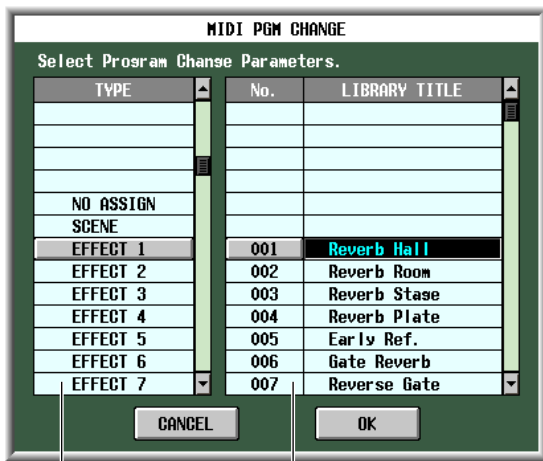 MIDI PGM CHANGE
Select Program Change Parameters.
TYPE No. LIBRARY TITLE
NO ASSIGN
SCENE
EFFECT 1 001 Reverb Hall
EFFECT 2 002 Reverb Room
EFFECT 3 003 Reverb Stage
EFFECT 4 004 Reverb Plate
EFFECT 5 005 Early Ref.
EFFECT 6 006 Gate Reverb
EFFECT 7 007 Reverse Gate
CANCEL OK